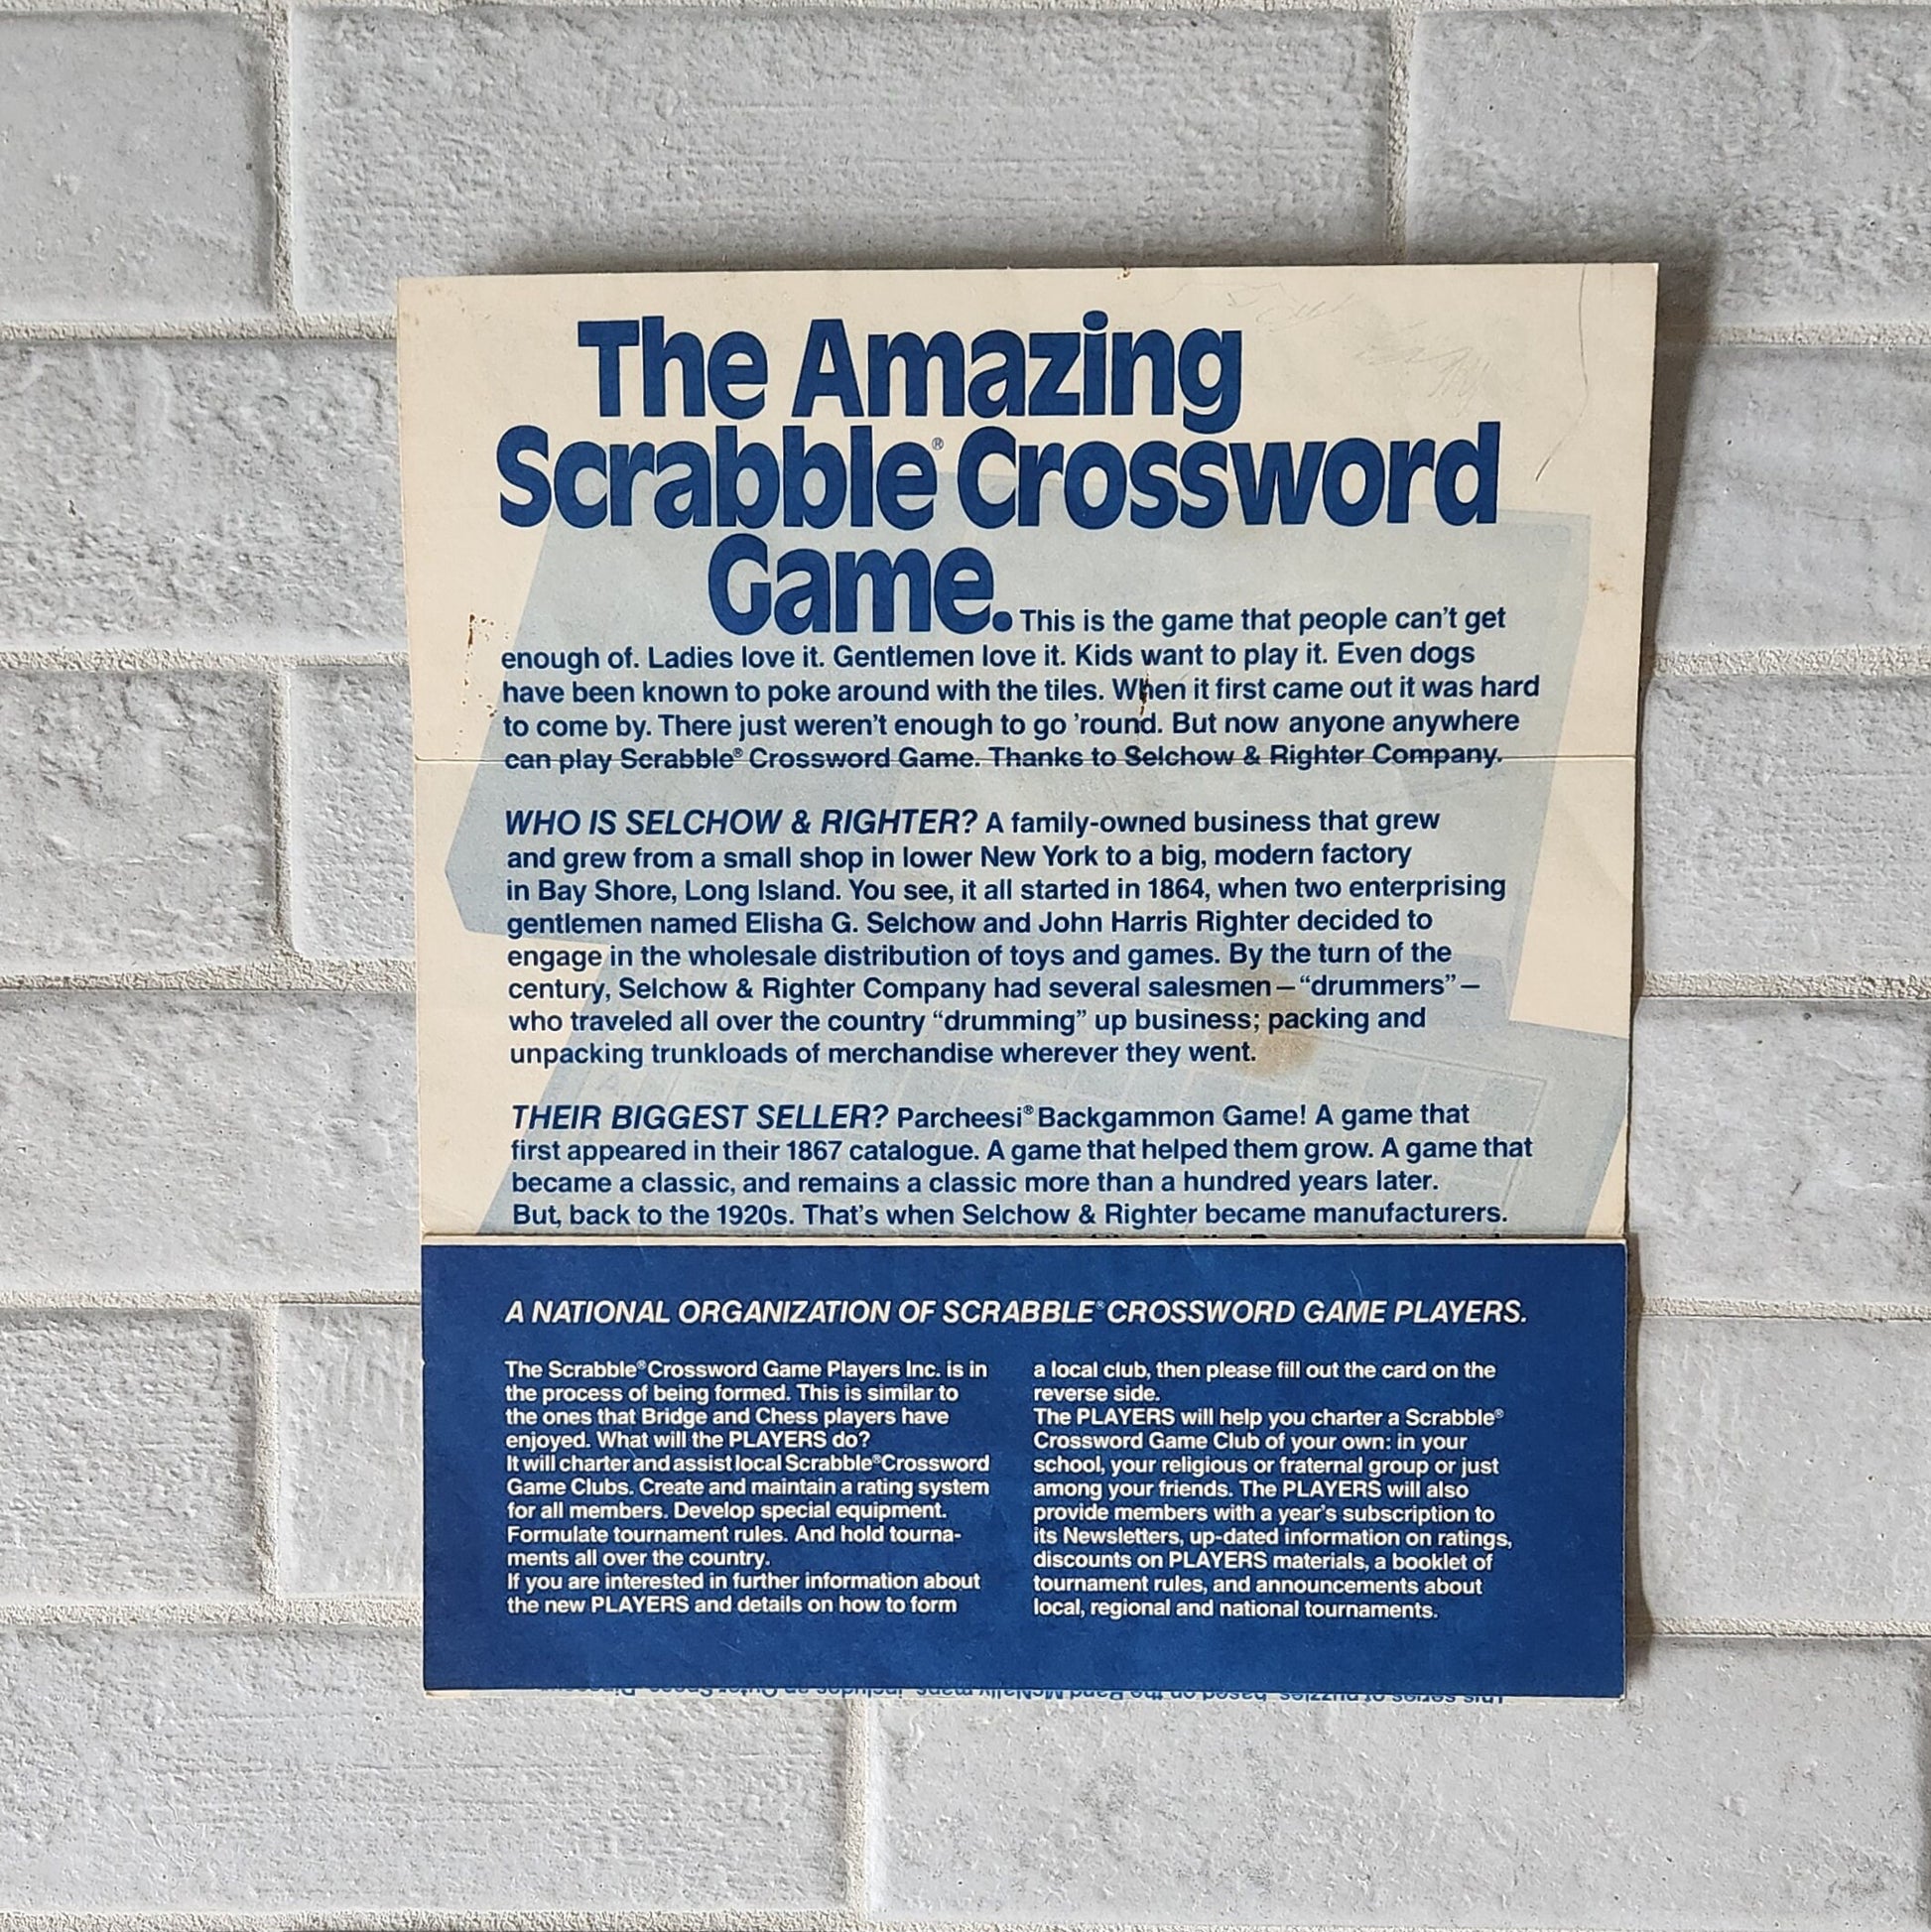 The Amazing
Scrabble® Crossword
Game. This is the game that people can't get
enough of. Ladies love it. Gentlemen love it. Kids want to play it. Even dogs
have been known to poke around with the tiles. When it first came out it was hard
to come by. There just weren't enough to go 'round. But now anyone anywhere
can play Scrabble® Crossword Game. Thanks to Selchow & Righter Company.
WHO IS SELCHOW & RIGHTER? A family-owned business that grew
and grew from a small shop in lower New York to a big, modern factory
in Bay Shore, Long Island. You see, it all started in 1864, when two enterprising
gentlemen named Elisha G. Selchow and John Harris Righter decided to
engage in the wholesale distribution of toys and games. By the turn of the
century, Selchow & Righter Company had several salesmen—“drummers”—
who traveled all over the country “drumming” up business; packing and
unpacking trunkloads of merchandise wherever they went.
THEIR BIGGEST SELLER? Parcheesi® Backgammon Game! A game that
first appeared in their 1867 catalogue. A game that helped them grow. A game that
became a classic, and remains a classic more than a hundred years later.
But, back to the 1920s. That's when Selchow & Righter became manufacturers.
A NATIONAL ORGANIZATION OF SCRABBLE® CROSSWORD GAME PLAYERS.
The Scrabble® Crossword Game Players Inc. is in
the process of being formed. This is similar to
the ones that Bridge and Chess players have
enjoyed. What will the PLAYERS do?
It will charter and assist local Scrabble® Crossword
Game Clubs. Create and maintain a rating system
for all members. Develop special equipment.
Formulate tournament rules. And hold tourna-
ments all over the country.
If you are interested in further information about
the new PLAYERS and details on how to form
a local club, then please fill out the card on the
reverse side.
The PLAYERS will help you charter a Scrabble®
Crossword Game Club of your own: in your
school, your religious or fraternal group or just
among your friends. The PLAYERS will also
provide members with a year's subscription to
its Newsletters, up-dated information on ratings,
discounts on PLAYERS materials, a booklet of
tournament rules, and announcements about
local, regional and national tournaments.
This series of puzzles, based on the Rand McNally maps, includes an Outer Space,